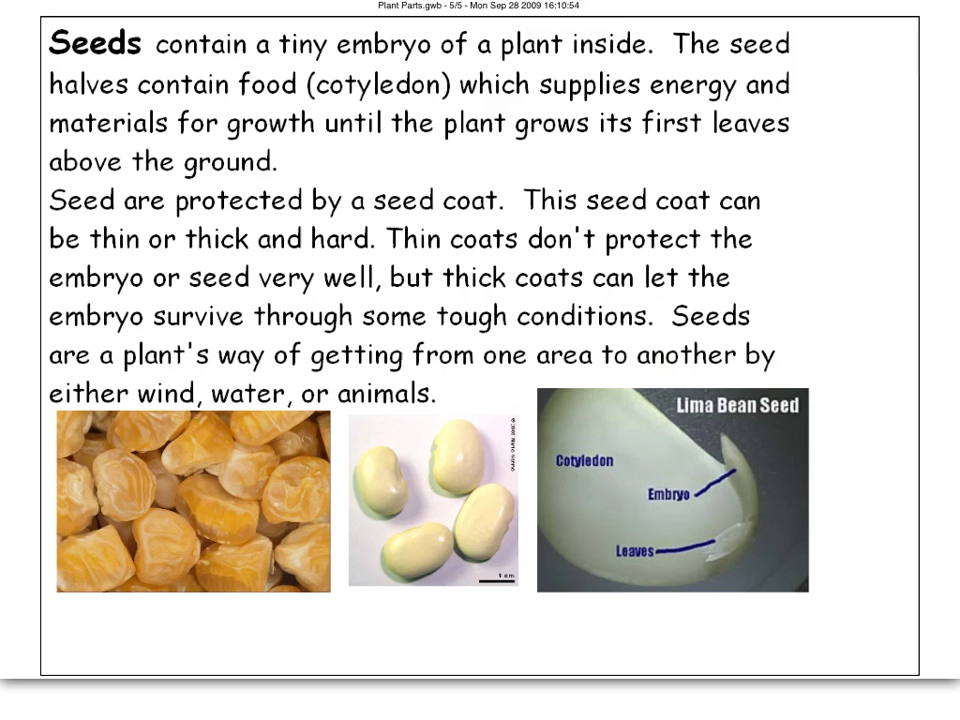 Plant Parts.gwb - 5/5 - Mon Sep 28 2009 16:10:54
Seeds contain a tiny embryo of a plant inside. The seed
halves contain food (cotyledon) which supplies energy and
materials for growth until the plant grows its first leaves
above the ground.
Seed are protected by a seed coat. This seed coat can
be thin or thick and hard. Thin coats don't protect the
embryo or seed very well, but thick coats can let the
embryo survive through some tough conditions. Seeds
are a plant's way of getting from one area to another by
either wind, water, or animals.
1 cm
Lima Bean Seed
Cotyledon
Embryo
Leaves